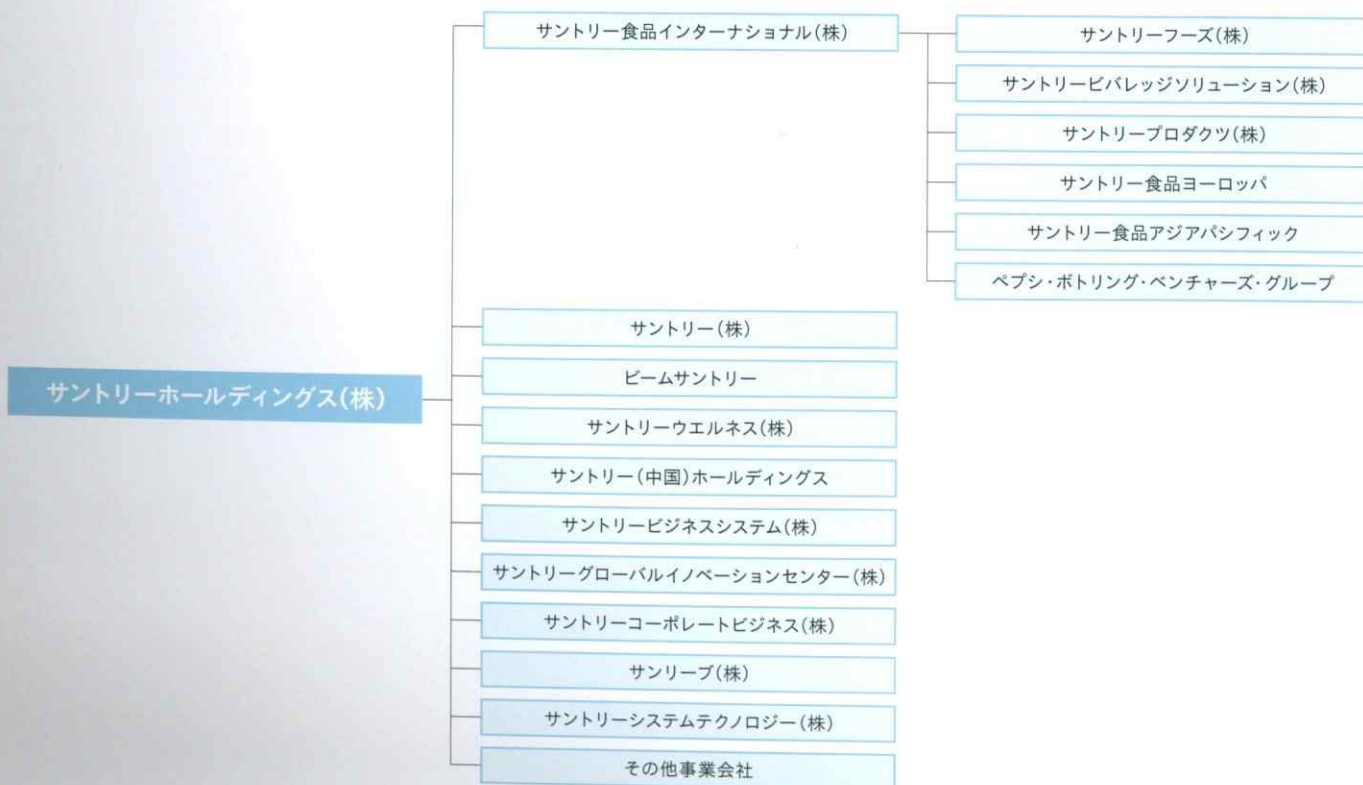 サントリーホールディングス(株)
サントリー食品インターナショナル(株)
サントリーフーズ(株)
サントリービバレッジソリューション(株)
サントリープロダクツ(株)
サントリー食品ヨーロッパ
サントリー食品アジアパシフィック
ペプシ・ボトリング・ベンチャーズ・グループ
サントリー(株)
ビームサントリー
サントリーウエルネス(株)
サントリー(中国)ホールディングス
サントリービジネスシステム(株)
サントリーグローバルイノベーションセンター(株)
サントリーコーポレートビジネス(株)
サンリーブ(株)
サントリーシステムテクノロジー(株)
その他事業会社